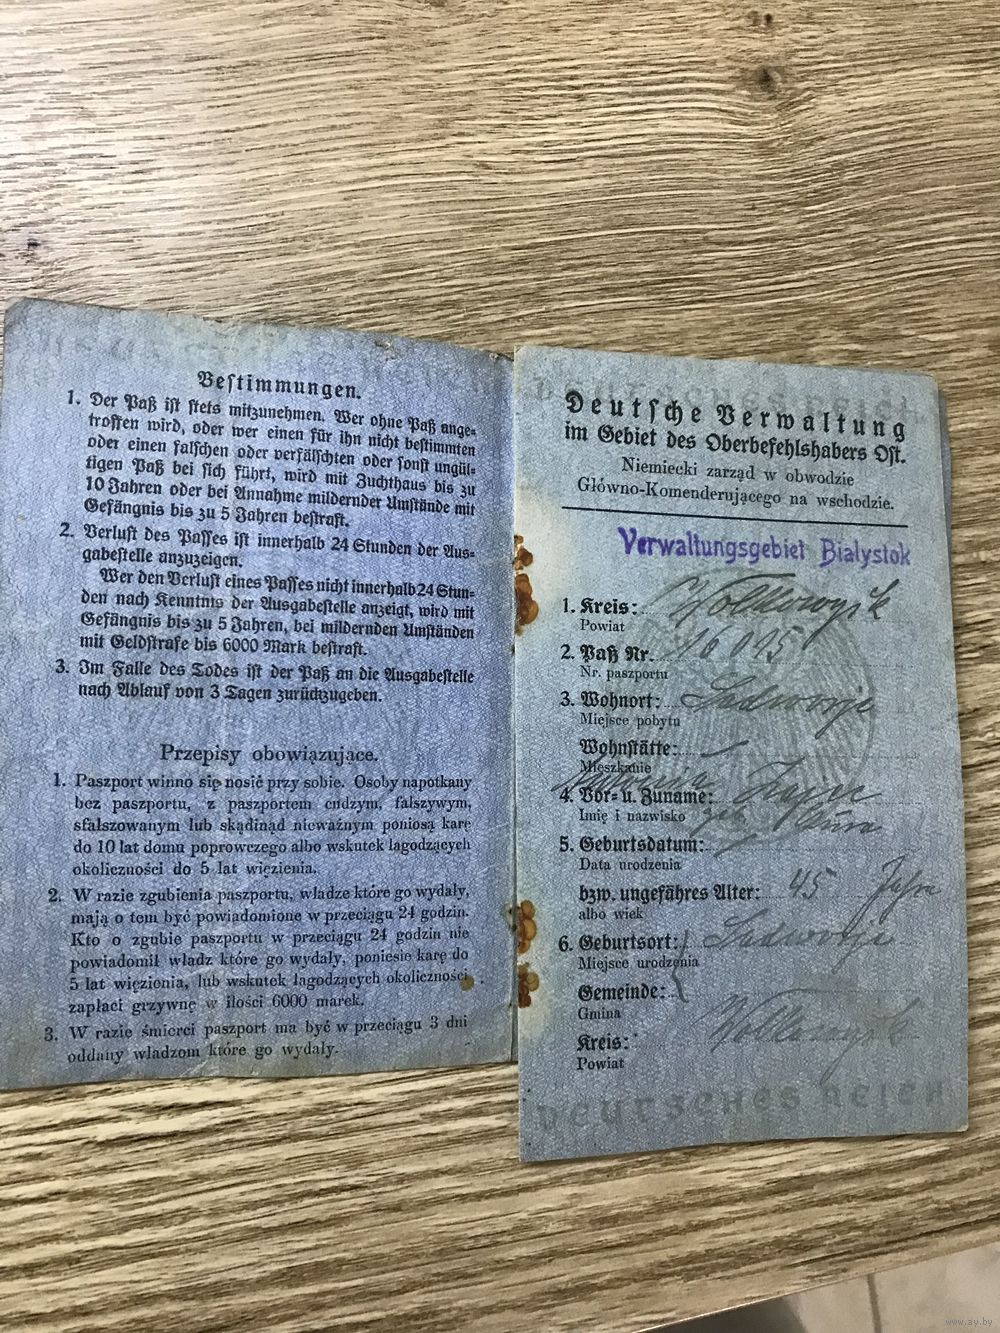 Bestimmungen.
1. Der Paß ist stets mitzunehmen. Wer ohne Paß ange-
troffen wird, oder wer einen für ihn nicht bestimmten
oder einen falschen oder verfälschten oder sonst ungül-
tigen Paß bei sich führt, wird mit Zuchthaus bis zu
10 Jahren oder bei Annahme mildernder Umstände mit
Gefängnis bis zu 5 Jahren bestraft.
2. Verlust des Passes ist innerhalb 24 Stunden der Aus-
gabestelle anzuzeigen.
Wer den Verlust eines Passes nicht innerhalb 24 Stun-
den nach Kenntnis der Ausgabestelle anzeigt, wird mit
Gefängnis bis zu 5 Jahren, bei mildernden Umständen
mit Geldstrafe bis 6000 Mark bestraft.
3. Im Falle des Todes ist der Paß an die Ausgabestelle
nach Ablauf von 3 Tagen zurückzugeben.
Przepisy obowiązujące.
1. Paszport winno się nosić przy sobie. Osoby napotkany
bez paszportu, z paszportem cudzym, falszywym,
sfalszowanym lub skądinąd nieważnym poniosą karę
do 10 lat domu poprowczego albo wskutek łagodzących
okoliczności do 5 lat więzienia.
2. W razie zgubienia paszportu, władze które go wydały,
mają o tem być powiadomione w przeciągu 24 godzin.
Kto o zgubie paszportu w przeciągu 24 godzin nie
powiadomił władz które go wydały, poniesie karę do
5 lat więzienia, lub wskutek łagodzących okoliczności
zapłaci grzywnę w ilości 6000 marek.
3. W razie śmierci paszport ma być w przeciągu 3 dni
oddany władzom które go wydały.
Deutsche Verwaltung
im Gebiet des Oberbefehlshabers Ost.
Niemiecki zarząd w obwodzie
Główno-Komenderującego na wschodzie.
Verwaltungsgebiet Bialystok
1. Kreis: Wolkowysk
Powiat
2. Paß Nr. 16095
Nr. paszportu
3. Wohnort:
Miejsce pobytu
Wohnstätte: —
Mieszkanie
4. Vor- u. Zuname:
Imię i nazwisko geb.
5. Geburtsdatum:
Data urodzenia
bzw. ungefähres Alter: 45 Jahre
albo wiek
6. Geburtsort:
Miejsce urodzenia
Gemeinde:
Gmina
Kreis: Wolkowysk
Powiat
DEUTSCHES REICH
www.ay.by